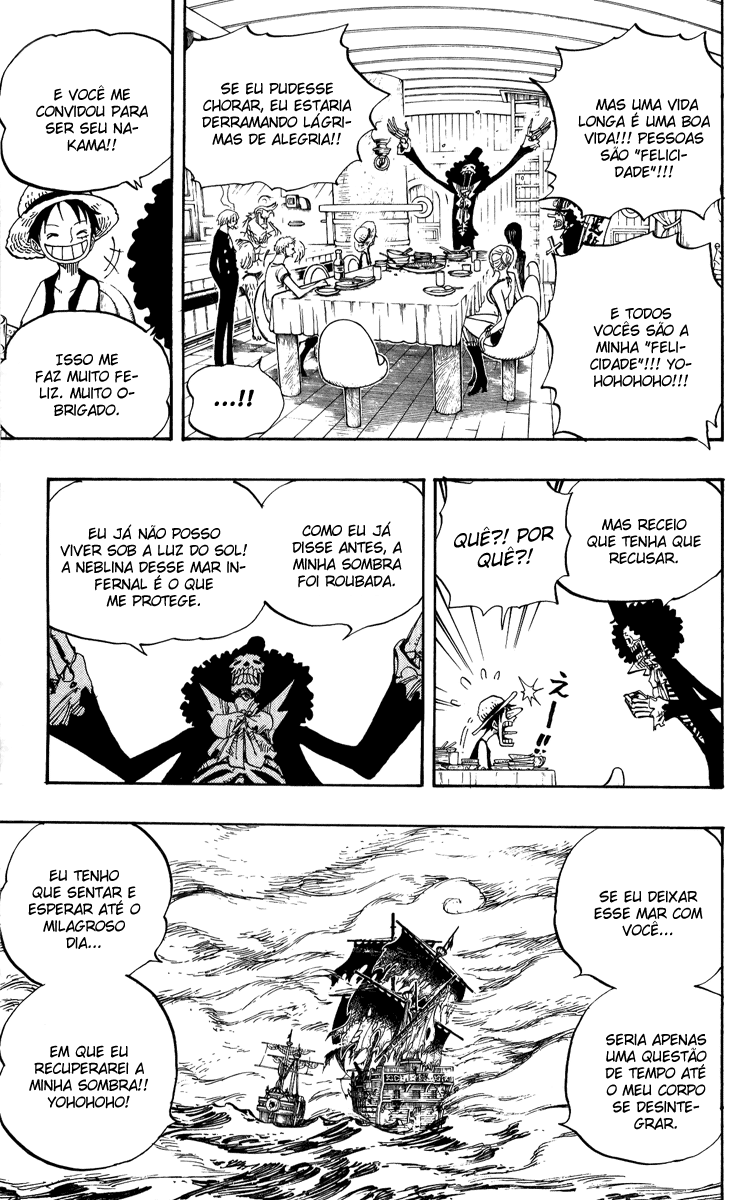 MAS UMA VIDA
LONGA É UMA BOA
VIDA!!! PESSOAS
SÃO "FELICI-
DADE"!!!
SE EU PUDESSE
CHORAR, EU ESTARIA
DERRAMANDO LÁGRI-
MAS DE ALEGRIA!!
E TODOS
VOCÊS SÃO A
MINHA "FELI-
CIDADE"!!! YO-
HOHOHOHO!!!
...!!
E VOCÊ ME
CONVIDOU PARA
SER SEU NA-
KAMA!!
ISSO ME
FAZ MUITO FE-
LIZ. MUITO O-
BRIGADO.
MAS RECEIO
QUE TENHA QUE
RECUSAR.
QUÊ?! POR
QUÊ?!
えー!!
COMO EU JÁ
DISSE ANTES, A
MINHA SOMBRA
FOI ROUBADA.
EU JÁ NÃO POSSO
VIVER SOB A LUZ DO SOL!
A NEBLINA DESSE MAR IN-
FERNAL É O QUE
ME PROTEGE.
SE EU DEIXAR
ESSE MAR COM
VOCÊ...
SERIA APENAS
UMA QUESTÃO
DE TEMPO ATÉ
O MEU CORPO
SE DESINTE-
GRAR.
EU TENHO
QUE SENTAR E
ESPERAR ATÉ O
MILAGROSO
DIA...
EM QUE EU
RECUPERAREI A
MINHA SOMBRA!!
YOHOHOHO!